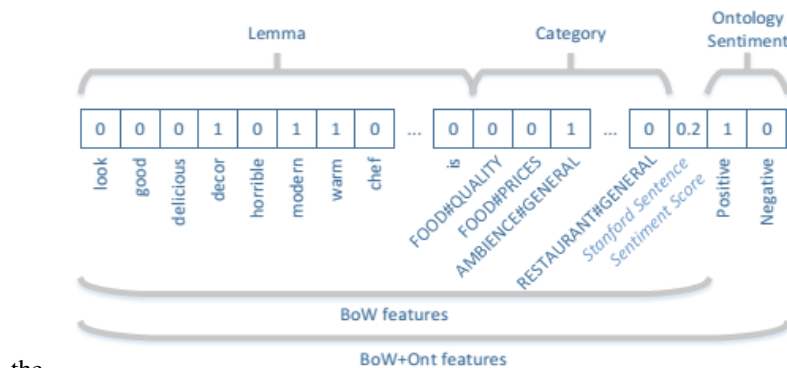 Lemma
Category
Ontology
Sentiment
0 0 0 1 0 1 1 0 ... 0 0 0 1 ... 0 0.2 1 0
look
good
delicious
decor
horrible
modern
warm
chef
is
FOOD#QUALITY
FOOD#PRICES
AMBIENCE#GENERAL
RESTAURANT#GENERAL
Stanford Sentence
Sentiment Score
Positive
Negative
BoW features
BoW+Ont features
the